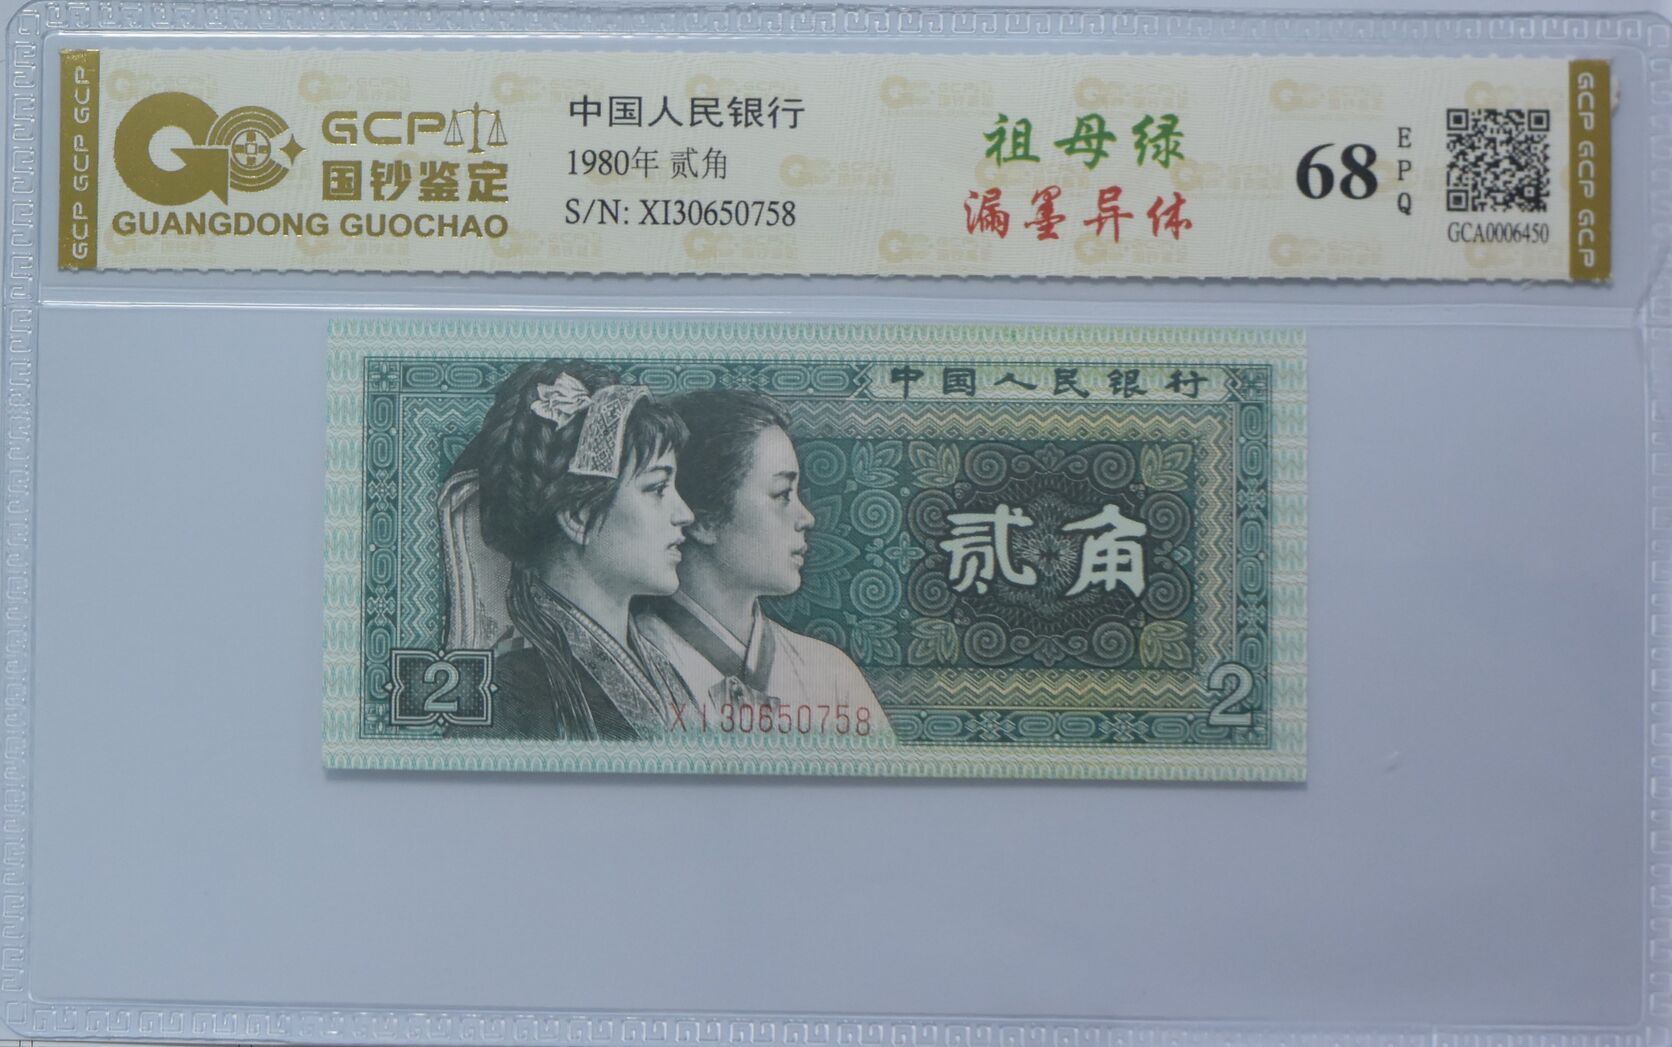 GCP GCP GCP
GCP
国钞鉴定
GUANGDONG GUOCHAO
中国人民银行
1980年 贰角
S/N: XI30650758
祖母绿
漏墨异体
68
EPQ
GCA0006450
GCP GCP GCP
中国人民银行
贰角
2
XI30650758
2